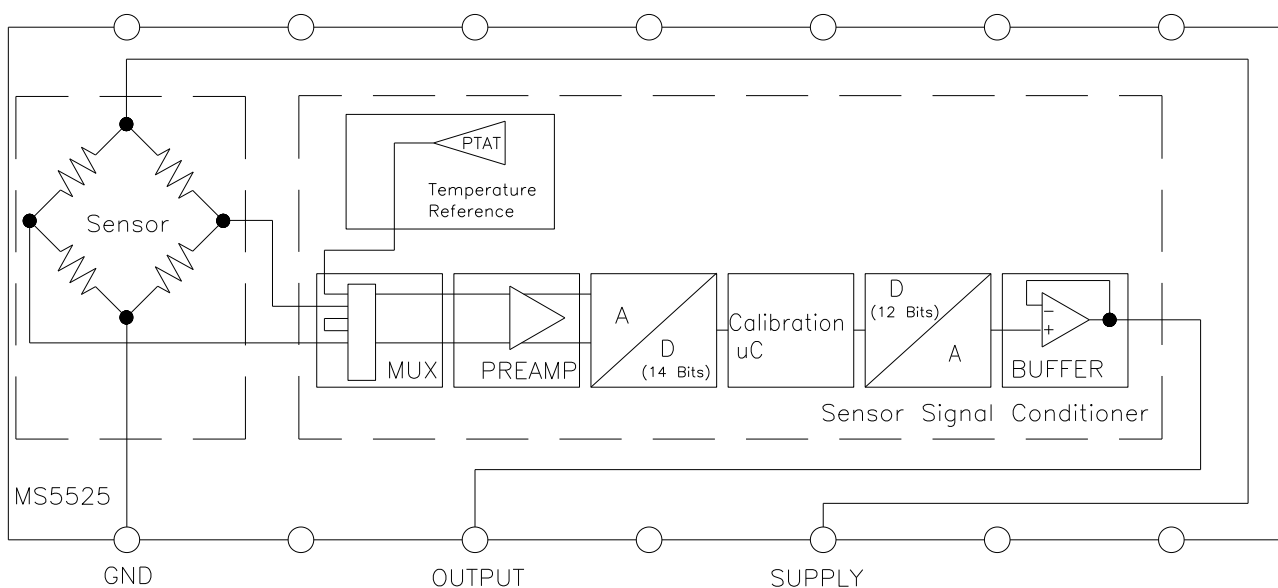 PTAT
Temperature
Reference
Sensor
MUX
PREAMP
A
D
(14 Bits)
Calibration
uC
D
(12 Bits)
A
-
+
BUFFER
Sensor Signal Conditioner
MS5525
GND
OUTPUT
SUPPLY